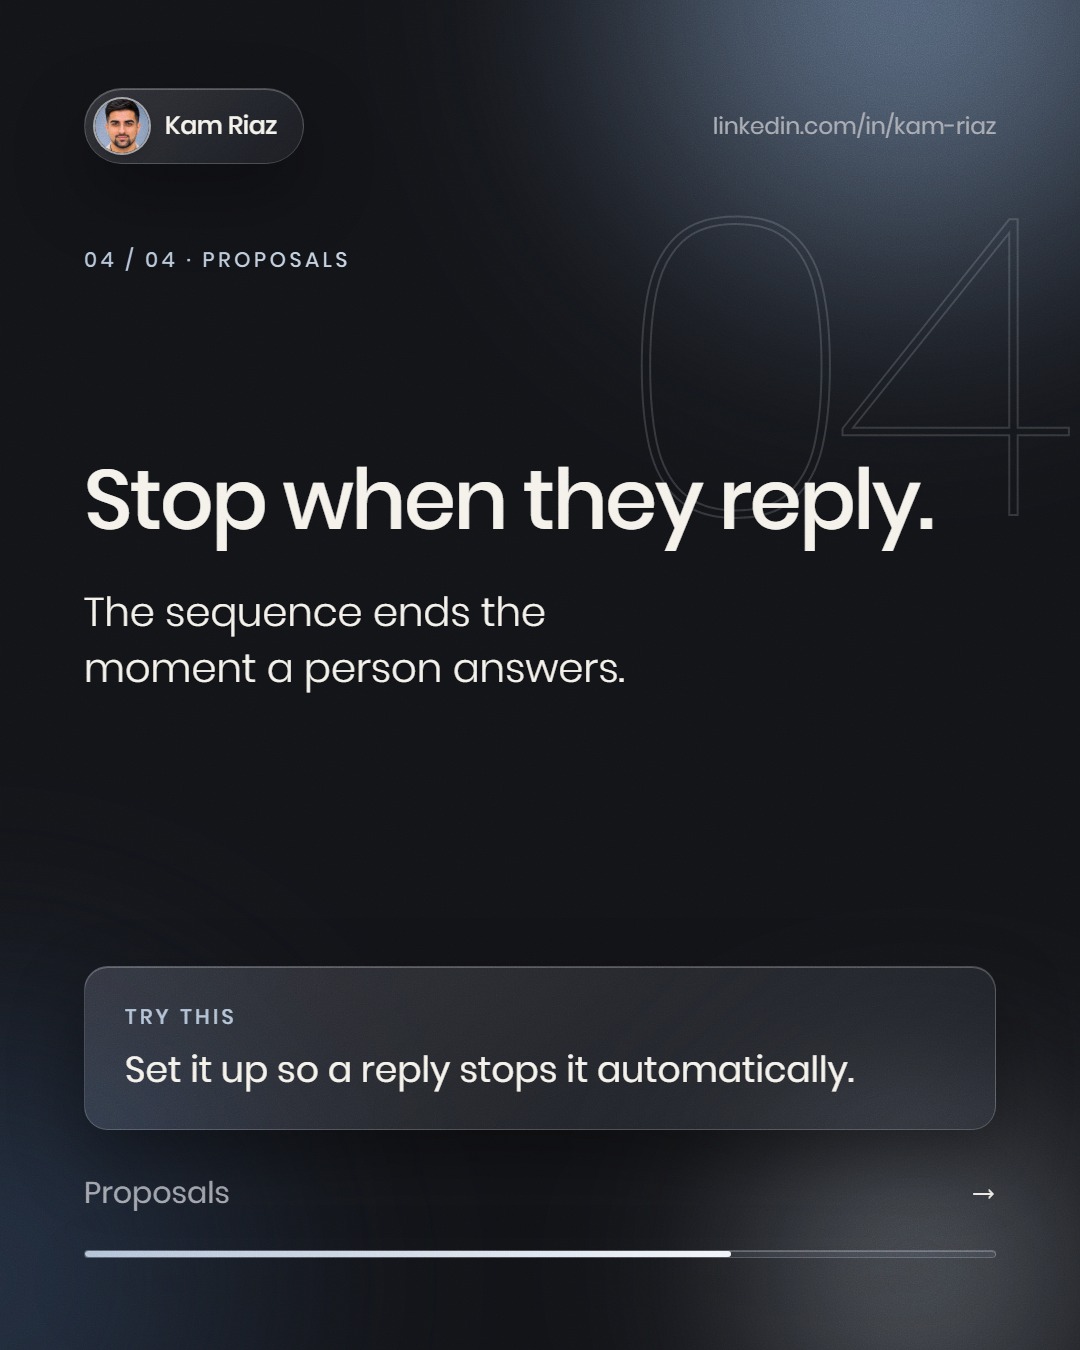 Kam Riaz
linkedin.com/in/kam-riaz
04 / 04 · PROPOSALS
04
Stop when they reply.
The sequence ends the
moment a person answers.
TRY THIS
Set it up so a reply stops it automatically.
Proposals
→